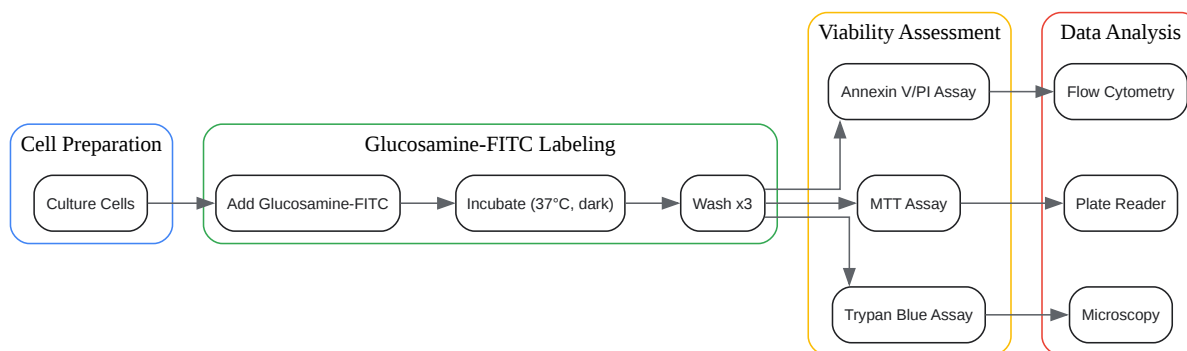 Cell Preparation
Culture Cells
Glucosamine-FITC Labeling
Add Glucosamine-FITC
Incubate (37°C, dark)
Wash x3
Viability Assessment
Annexin V/PI Assay
MTT Assay
Trypan Blue Assay
Data Analysis
Flow Cytometry
Plate Reader
Microscopy